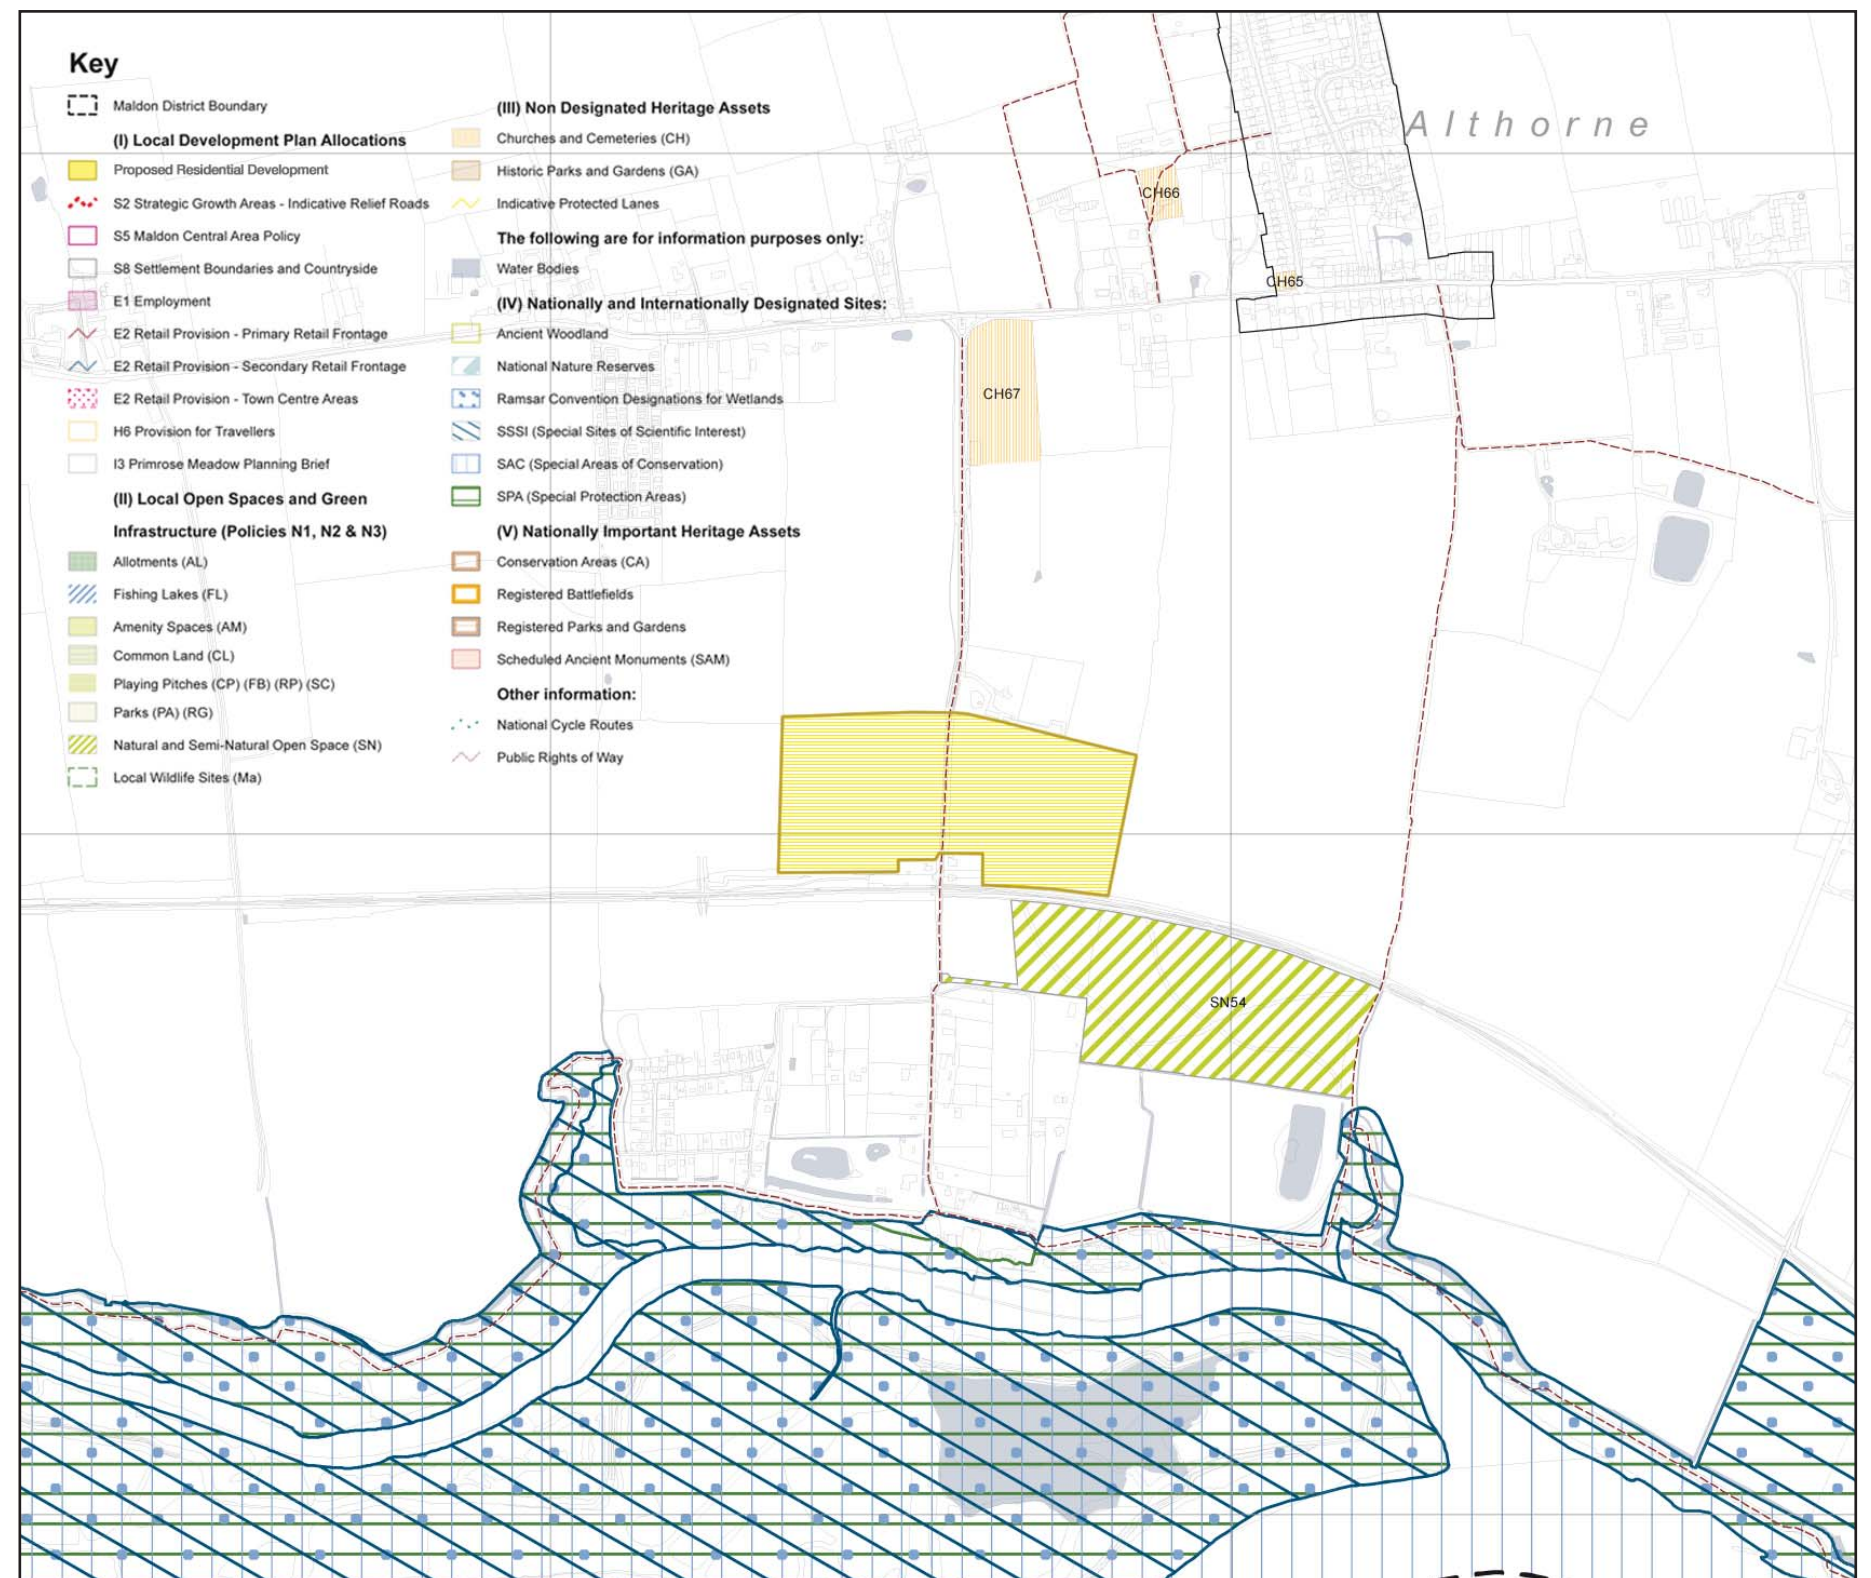 Key
Maldon District Boundary
(I) Local Development Plan Allocations
Proposed Residential Development
S2 Strategic Growth Areas - Indicative Relief Roads
S5 Maldon Central Area Policy
S8 Settlement Boundaries and Countryside
E1 Employment
E2 Retail Provision - Primary Retail Frontage
E2 Retail Provision - Secondary Retail Frontage
E2 Retail Provision - Town Centre Areas
H6 Provision for Travellers
I3 Primrose Meadow Planning Brief
(II) Local Open Spaces and Green
Infrastructure (Policies N1, N2 & N3)
Allotments (AL)
Fishing Lakes (FL)
Amenity Spaces (AM)
Common Land (CL)
Playing Pitches (CP) (FB) (RP) (SC)
Parks (PA) (RG)
Natural and Semi-Natural Open Space (SN)
Local Wildlife Sites (Ma)
(III) Non Designated Heritage Assets
Churches and Cemeteries (CH)
Historic Parks and Gardens (GA)
Indicative Protected Lanes
The following are for information purposes only:
Water Bodies
(IV) Nationally and Internationally Designated Sites:
Ancient Woodland
National Nature Reserves
Ramsar Convention Designations for Wetlands
SSSI (Special Sites of Scientific Interest)
SAC (Special Areas of Conservation)
SPA (Special Protection Areas)
(V) Nationally Important Heritage Assets
Conservation Areas (CA)
Registered Battlefields
Registered Parks and Gardens
Scheduled Ancient Monuments (SAM)
Other information:
National Cycle Routes
Public Rights of Way
Althorne
CH66
CH65
CH67
SN54